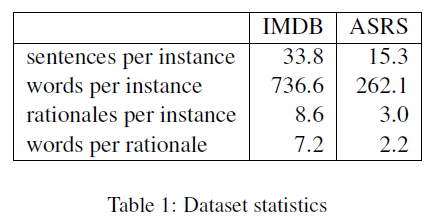 IMDB ASRS
sentences per instance 33.8 15.3
words per instance 736.6 262.1
rationales per instance 8.6 3.0
words per rationale 7.2 2.2
Table 1: Dataset statistics